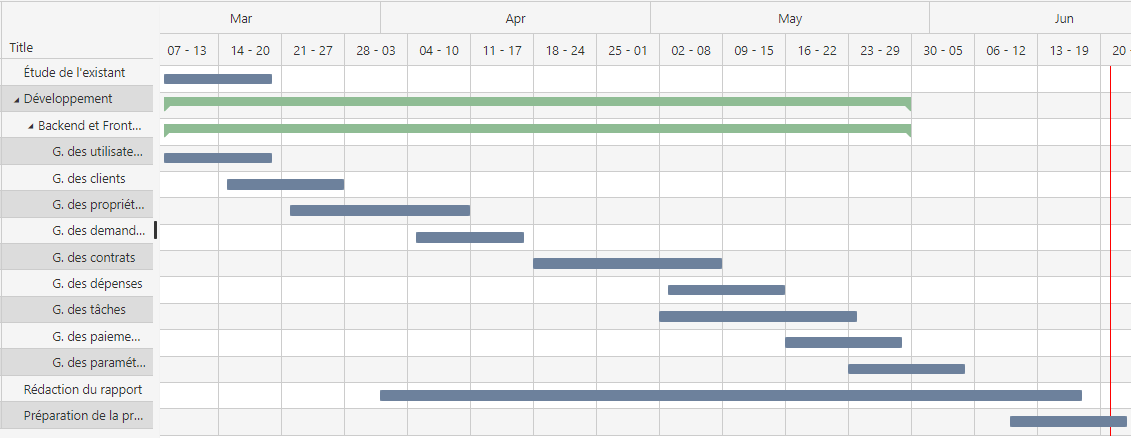 Mar Apr May Jun
Title
07 - 13 14 - 20 21 - 27 28 - 03 04 - 10 11 - 17 18 - 24 25 - 01 02 - 08 09 - 15 16 - 22 23 - 29 30 - 05 06 - 12 13 - 19 20 -
Étude de l'existant
Développement
Backend et Front...
G. des utilisate...
G. des clients
G. des propriét...
G. des demand...
G. des contrats
G. des dépenses
G. des tâches
G. des paieme...
G. des paramét...
Rédaction du rapport
Préparation de la pr...